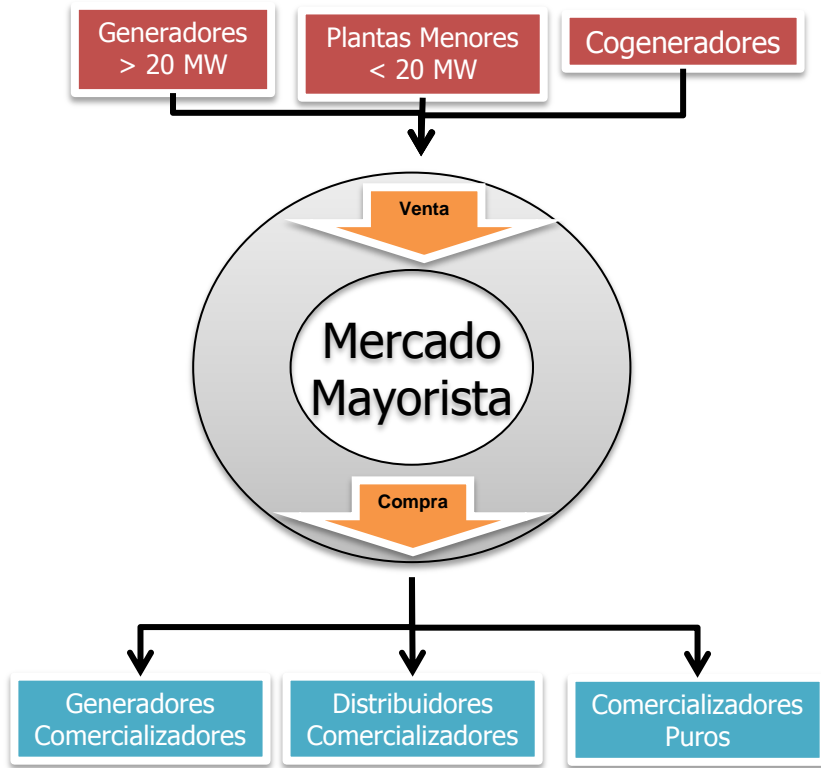 Generadores
> 20 MW
Plantas Menores
< 20 MW
Cogeneradores
Venta
Mercado
Mayorista
Compra
Generadores
Comercializadores
Distribuidores
Comercializadores
Comercializadores
Puros